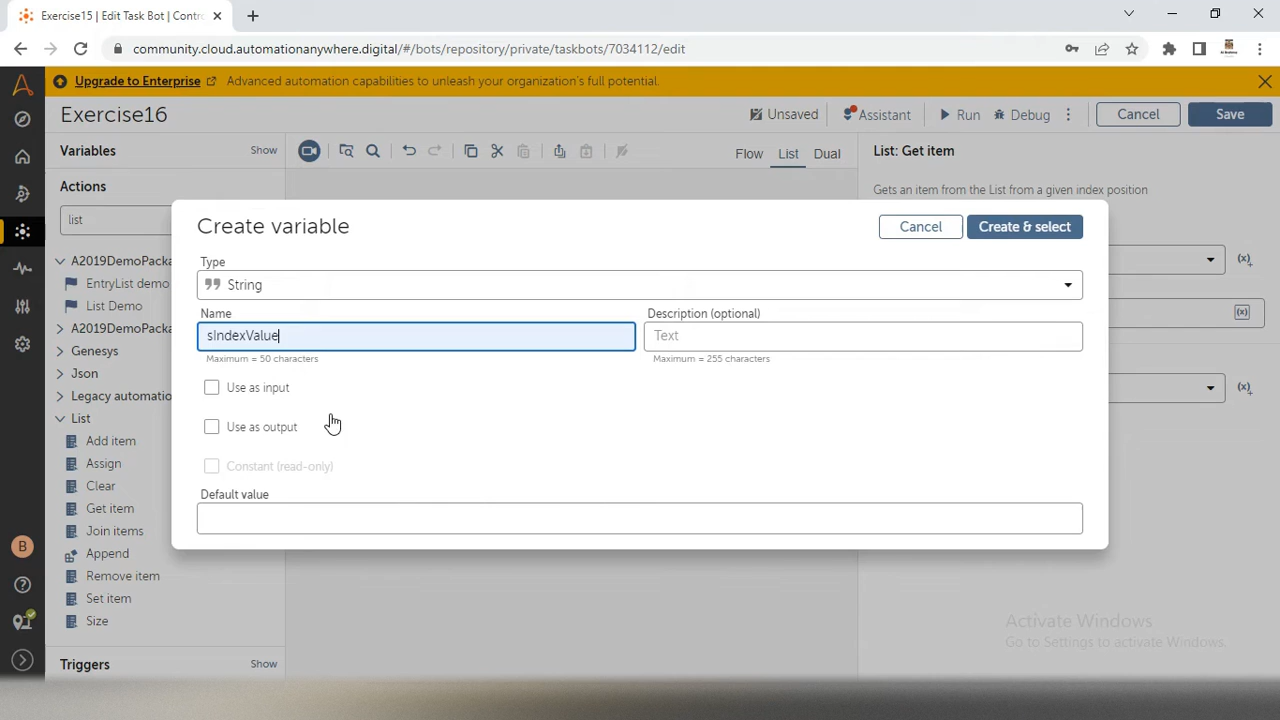 Exercise15 | Edit Task Bot | Contro
community.cloud.automationanywhere.digital/#/bots/repository/private/taskbots/7034112/edit
Upgrade to Enterprise
Advanced automation capabilities to unleash your organization's full potential.
Exercise16
Unsaved
Assistant
Run
Debug
Cancel
Save
Variables
Show
Flow
List
Dual
List: Get item
Actions
Gets an item from the List from a given index position
list
Create variable
Cancel
Create & select
Type
String
Name
Description (optional)
sIndexValue
Text
Maximum = 50 characters
Maximum = 255 characters
Use as input
Use as output
Constant (read-only)
Default value
A2019DemoPacka
EntryList demo
List Demo
A2019DemoPacka
Genesys
Json
Legacy automatio
List
Add item
Assign
Clear
Get item
Join items
Append
Remove item
Set item
Size
B
Triggers
Show
(x)
(x)
(x)
Activate Windows
Go to Settings to activate Windows.